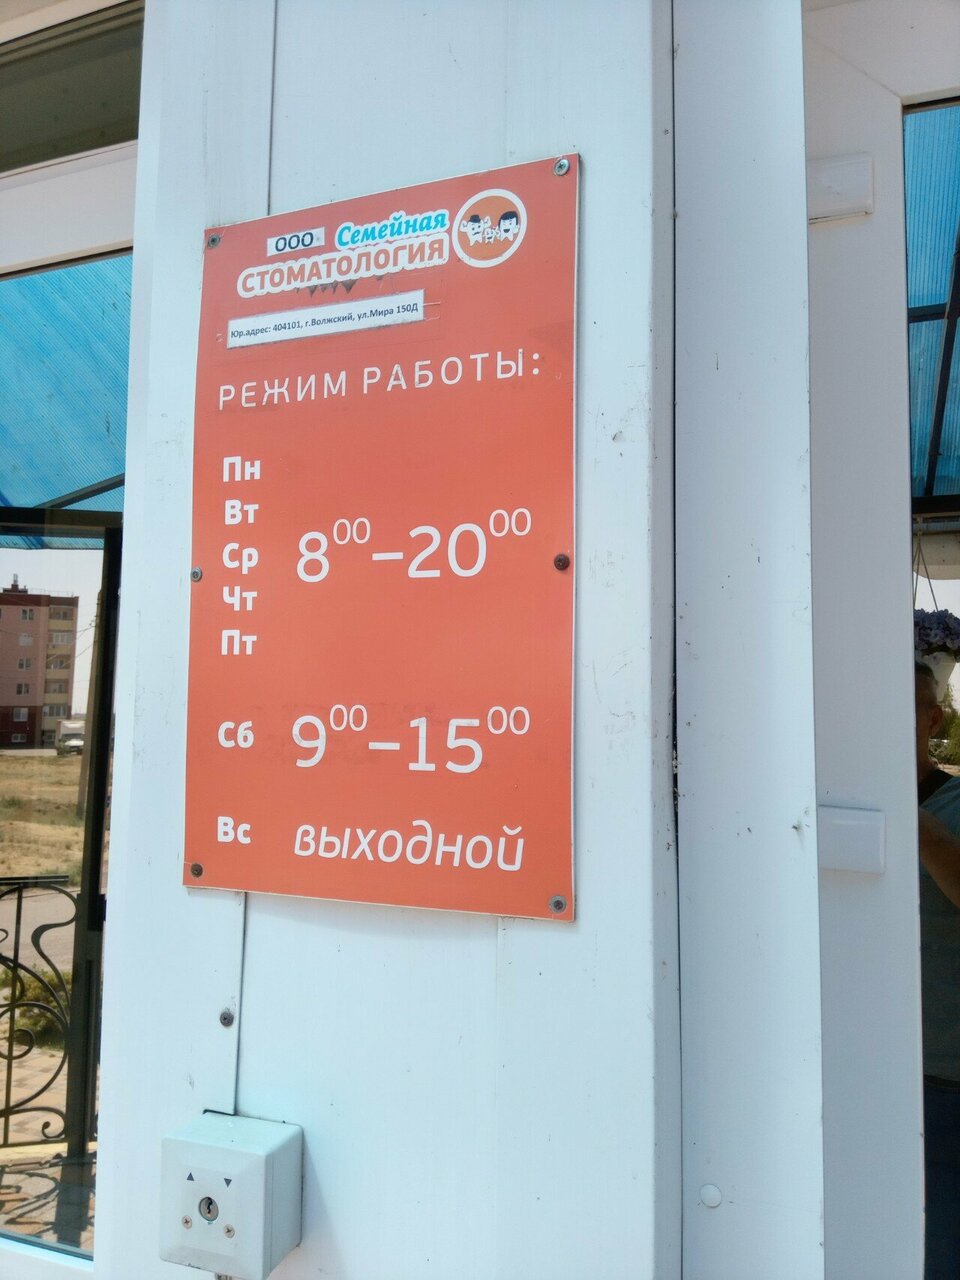 ООО Семейная
СТОМАТОЛОГИЯ
Юр.адрес: 404101, г.Волжский, ул.Мира 150Д
РЕЖИМ РАБОТЫ:
Пн
Вт
Ср 8⁰⁰–20⁰⁰
Чт
Пт
Сб 9⁰⁰–15⁰⁰
Вс выходной